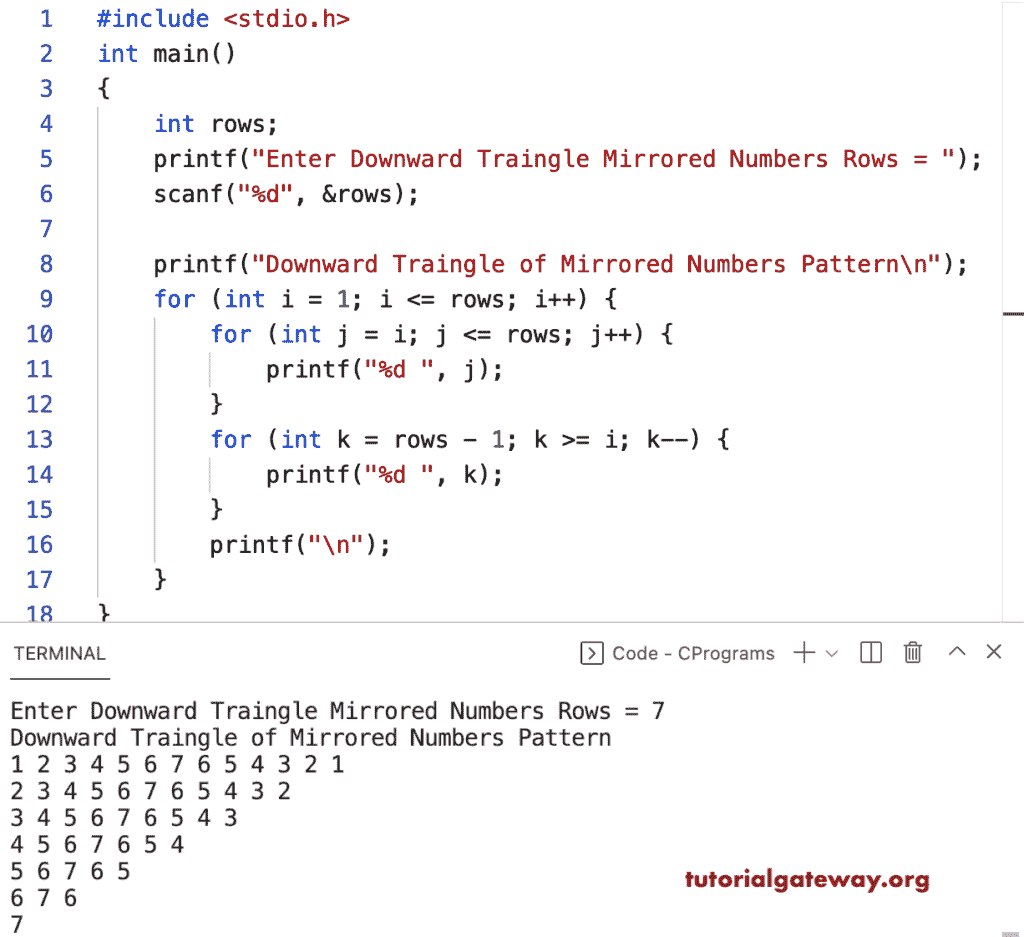 1 #include <stdio.h>
2 int main()
3 {
4 int rows;
5 printf("Enter Downward Traingle Mirrored Numbers Rows = ");
6 scanf("%d", &rows);
7
8 printf("Downward Traingle of Mirrored Numbers Pattern\n");
9 for (int i = 1; i <= rows; i++) {
10 for (int j = i; j <= rows; j++) {
11 printf("%d ", j);
12 }
13 for (int k = rows - 1; k >= i; k--) {
14 printf("%d ", k);
15 }
16 printf("\n");
17 }
18 }
TERMINAL Code - CPrograms
Enter Downward Traingle Mirrored Numbers Rows = 7
Downward Traingle of Mirrored Numbers Pattern
1 2 3 4 5 6 7 6 5 4 3 2 1
2 3 4 5 6 7 6 5 4 3 2
3 4 5 6 7 6 5 4 3
4 5 6 7 6 5 4
5 6 7 6 5
6 7 6
7
tutorialgateway.org